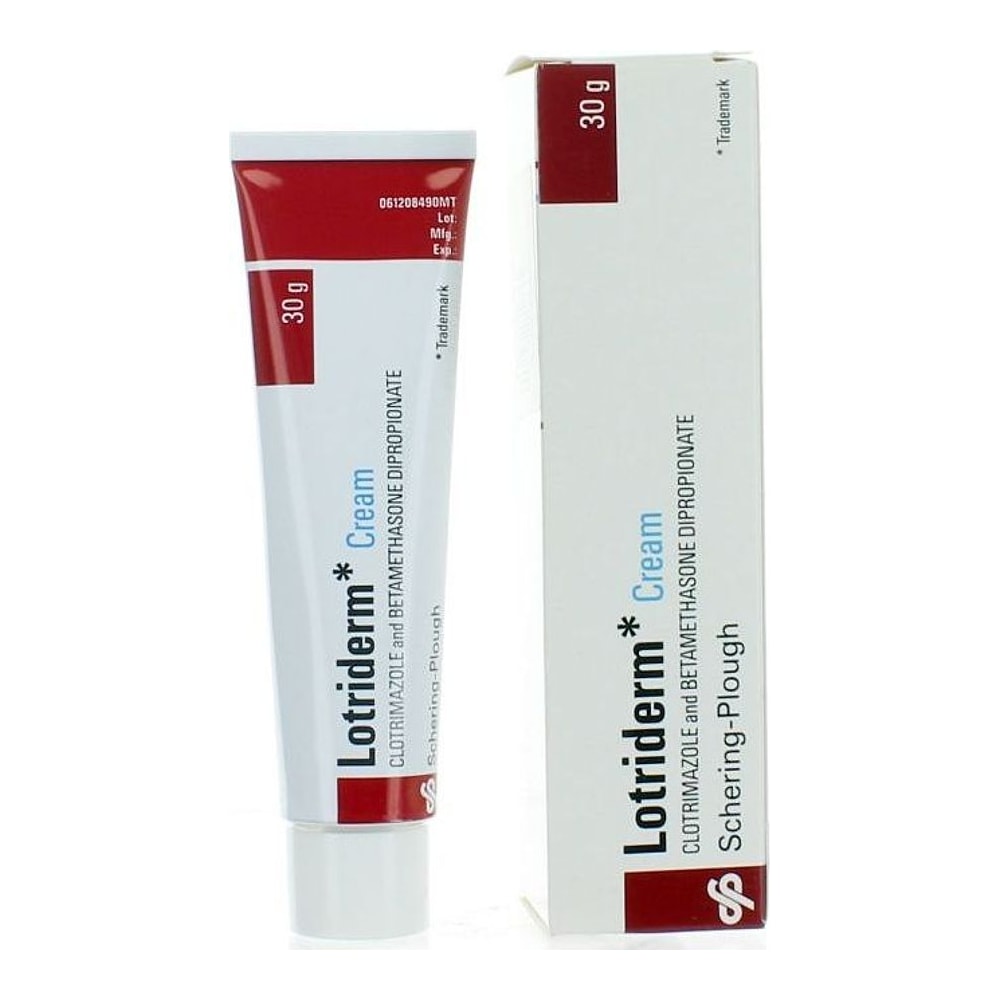 061208490MT
Lot:
Mfg.:
Exp.:
30 g
* Trademark
Lotriderm* Cream
CLOTRIMAZOLE and BETAMETHASONE DIPROPIONATE
Schering-Plough
30 g
* Trademark
Lotriderm* Cream
CLOTRIMAZOLE and BETAMETHASONE DIPROPIONATE
Schering-Plough